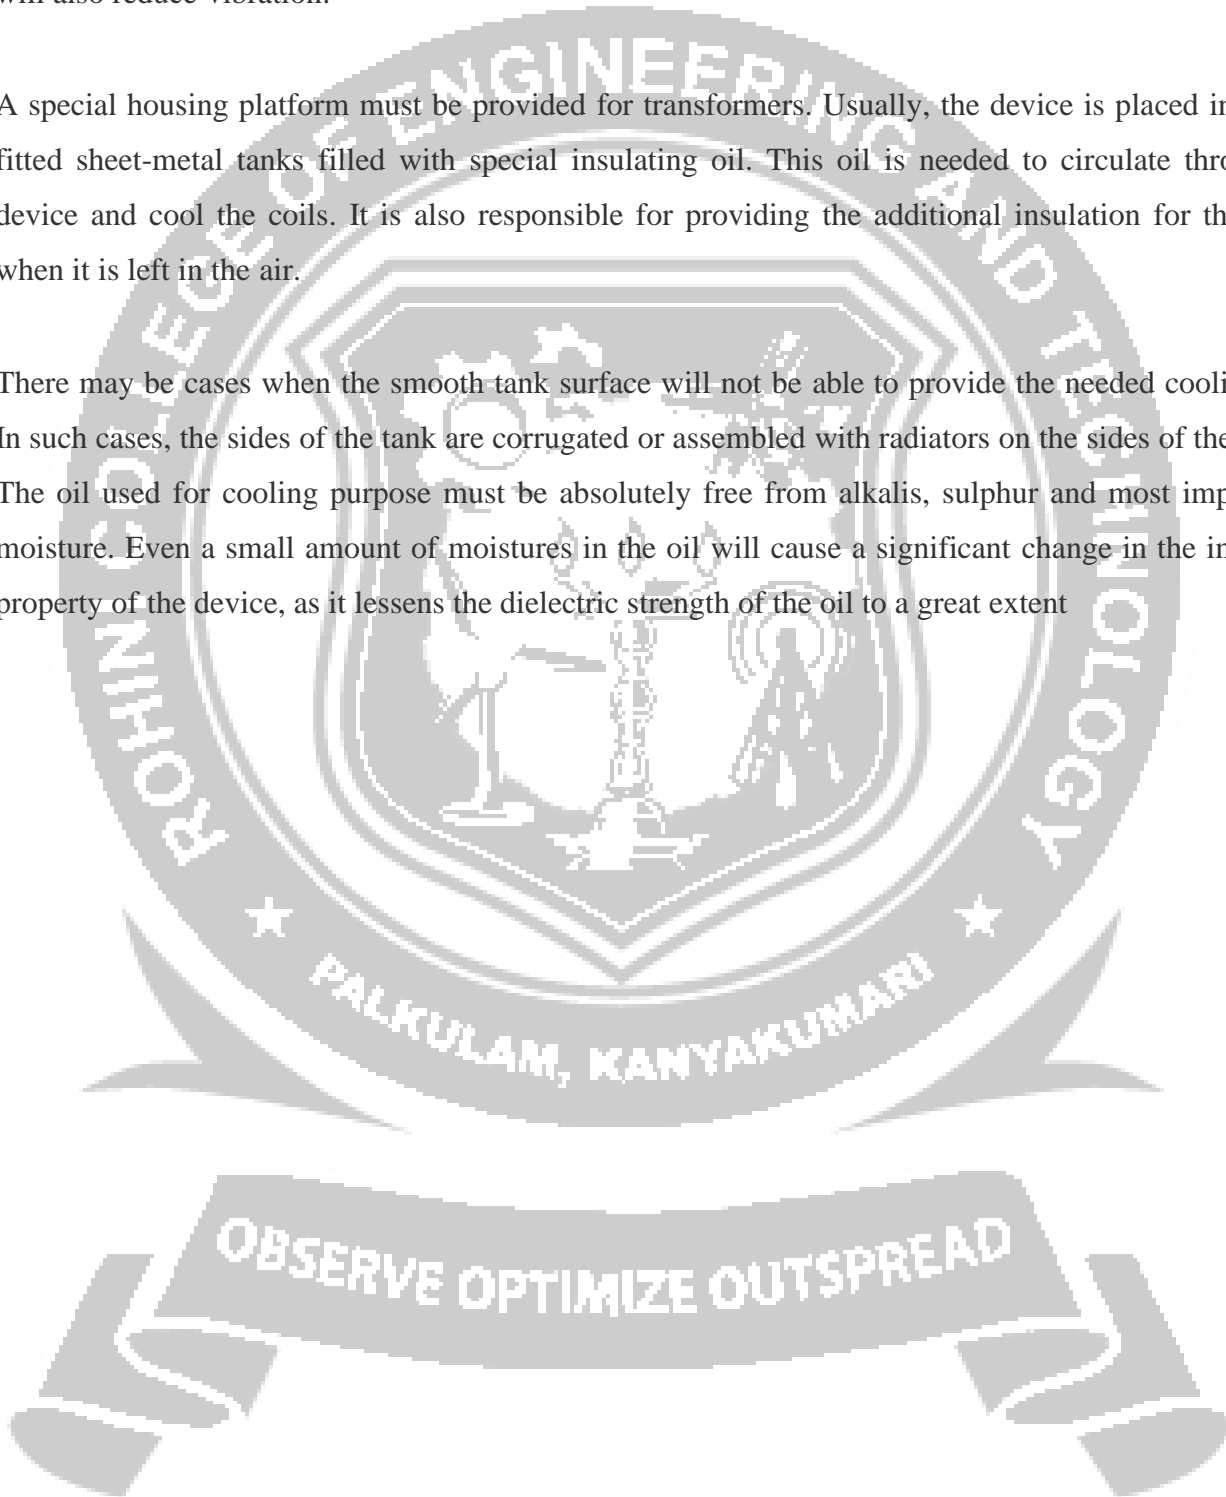 will also reduce vibration.
A special housing platform must be provided for transformers. Usually, the device is placed in
fitted sheet-metal tanks filled with special insulating oil. This oil is needed to circulate thro
device and cool the coils. It is also responsible for providing the additional insulation for th
when it is left in the air.
There may be cases when the smooth tank surface will not be able to provide the needed cooli
In such cases, the sides of the tank are corrugated or assembled with radiators on the sides of the
The oil used for cooling purpose must be absolutely free from alkalis, sulphur and most imp
moisture. Even a small amount of moistures in the oil will cause a significant change in the in
property of the device, as it lessens the dielectric strength of the oil to a great extent
ROHINI COLLEGE OF ENGINEERING AND TECHNOLOGY
PALKULAM, KANYAKUMARI
OBSERVE OPTIMIZE OUTSPREAD